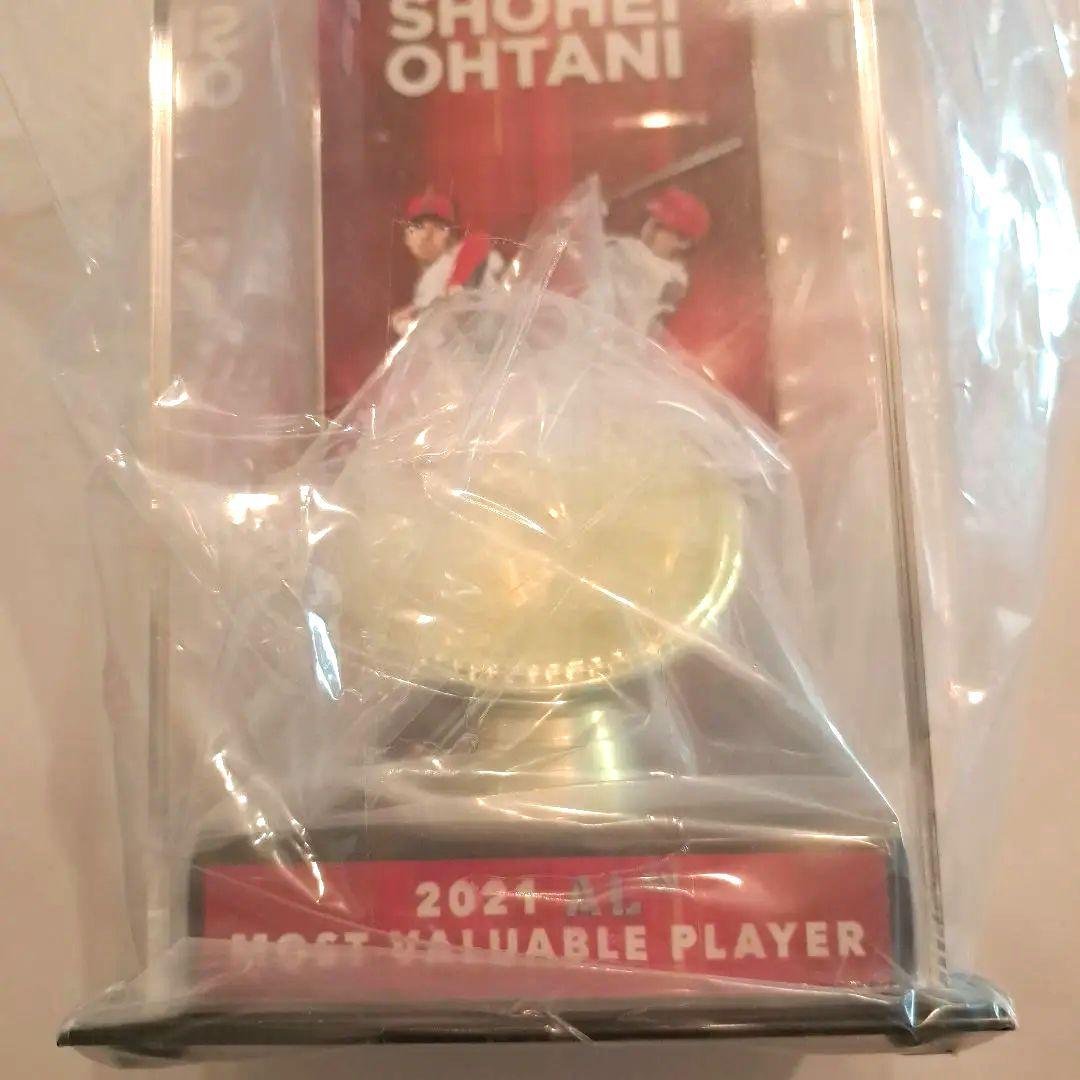 SHOHEI
OHTANI
2021 AL
MOST VALUABLE PLAYER